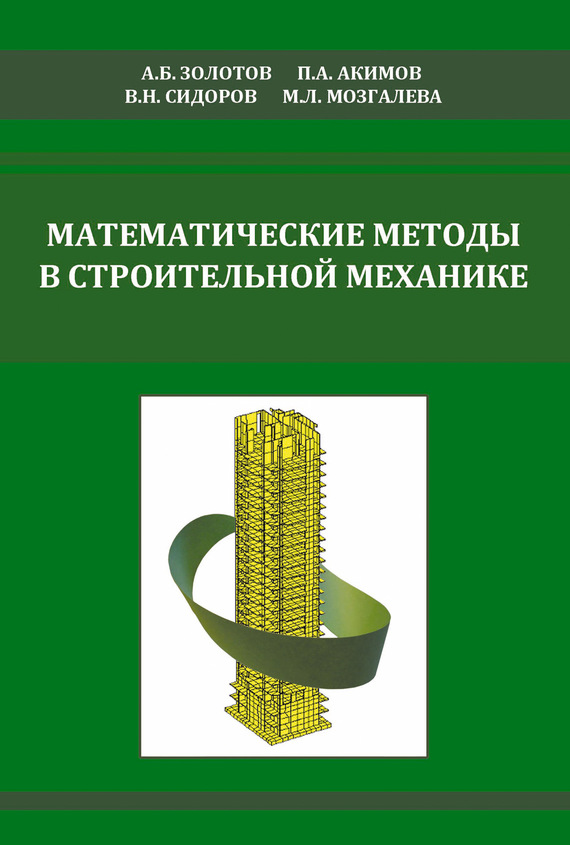 А.Б. ЗОЛОТОВ П.А. АКИМОВ
В.Н. СИДОРОВ М.Л. МОЗГАЛЕВА
МАТЕМАТИЧЕСКИЕ МЕТОДЫ
В СТРОИТЕЛЬНОЙ МЕХАНИКЕ